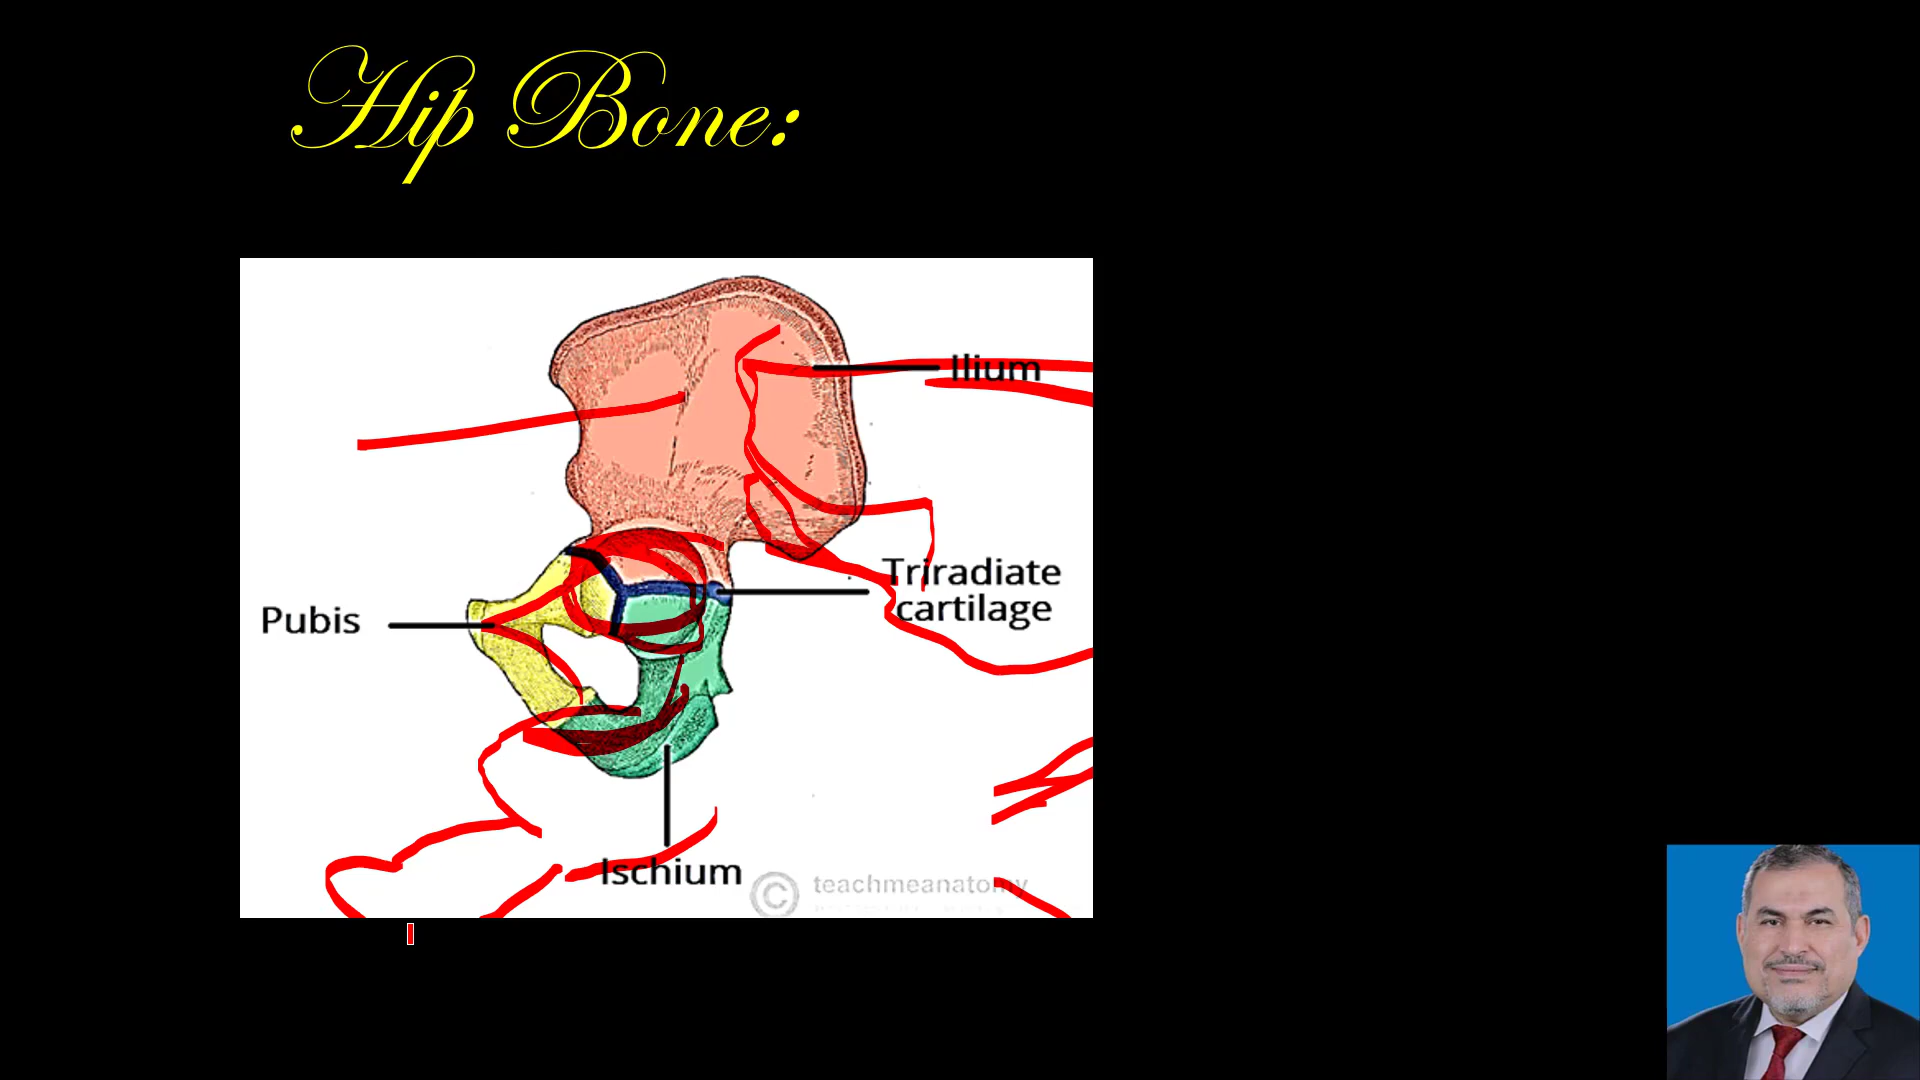 Hip Bone:
Ilium
Triradiate
cartilage
Pubis
Ischium
© teachmeanatomy